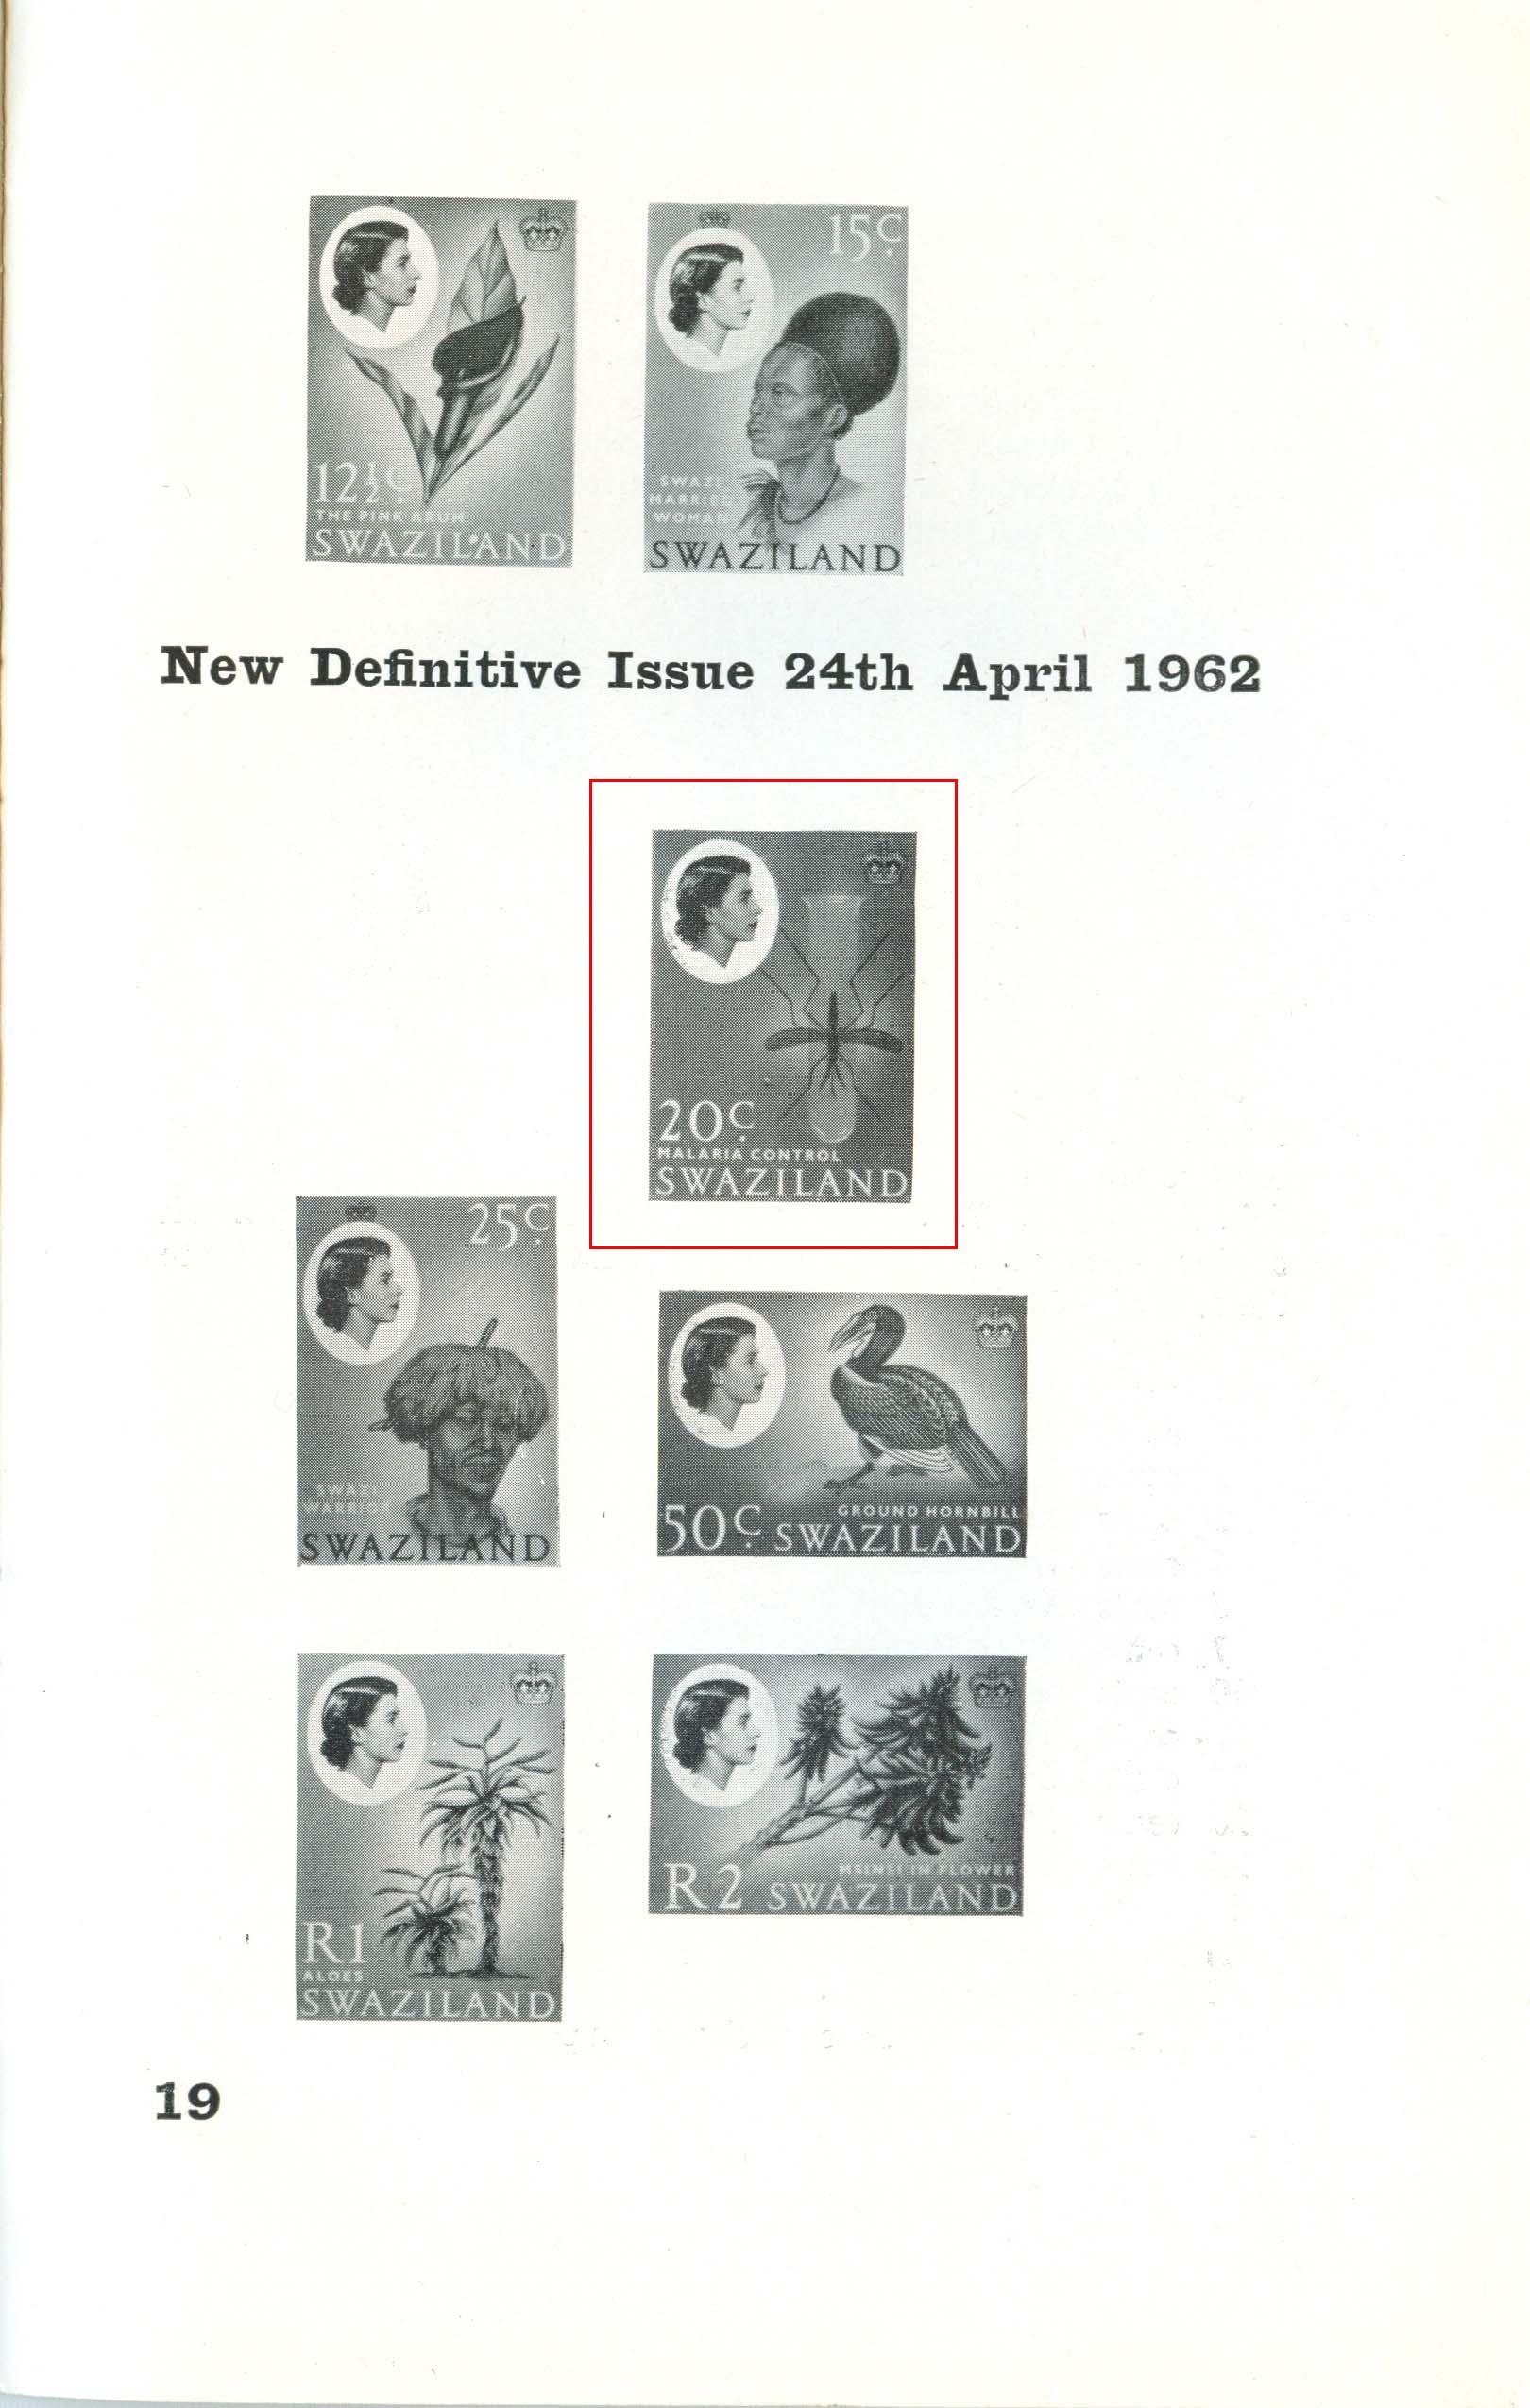 12½c
THE PINK ARUM
SWAZILAND
15c
SWAZI
MARRIED
WOMAN
SWAZILAND
New Definitive Issue 24th April 1962
20c
MALARIA CONTROL
SWAZILAND
25c
SWAZI
WARRIOR
SWAZILAND
GROUND HORNBILL
50c SWAZILAND
R1
ALOES
SWAZILAND
MSINSI IN FLOWER
R2 SWAZILAND
19